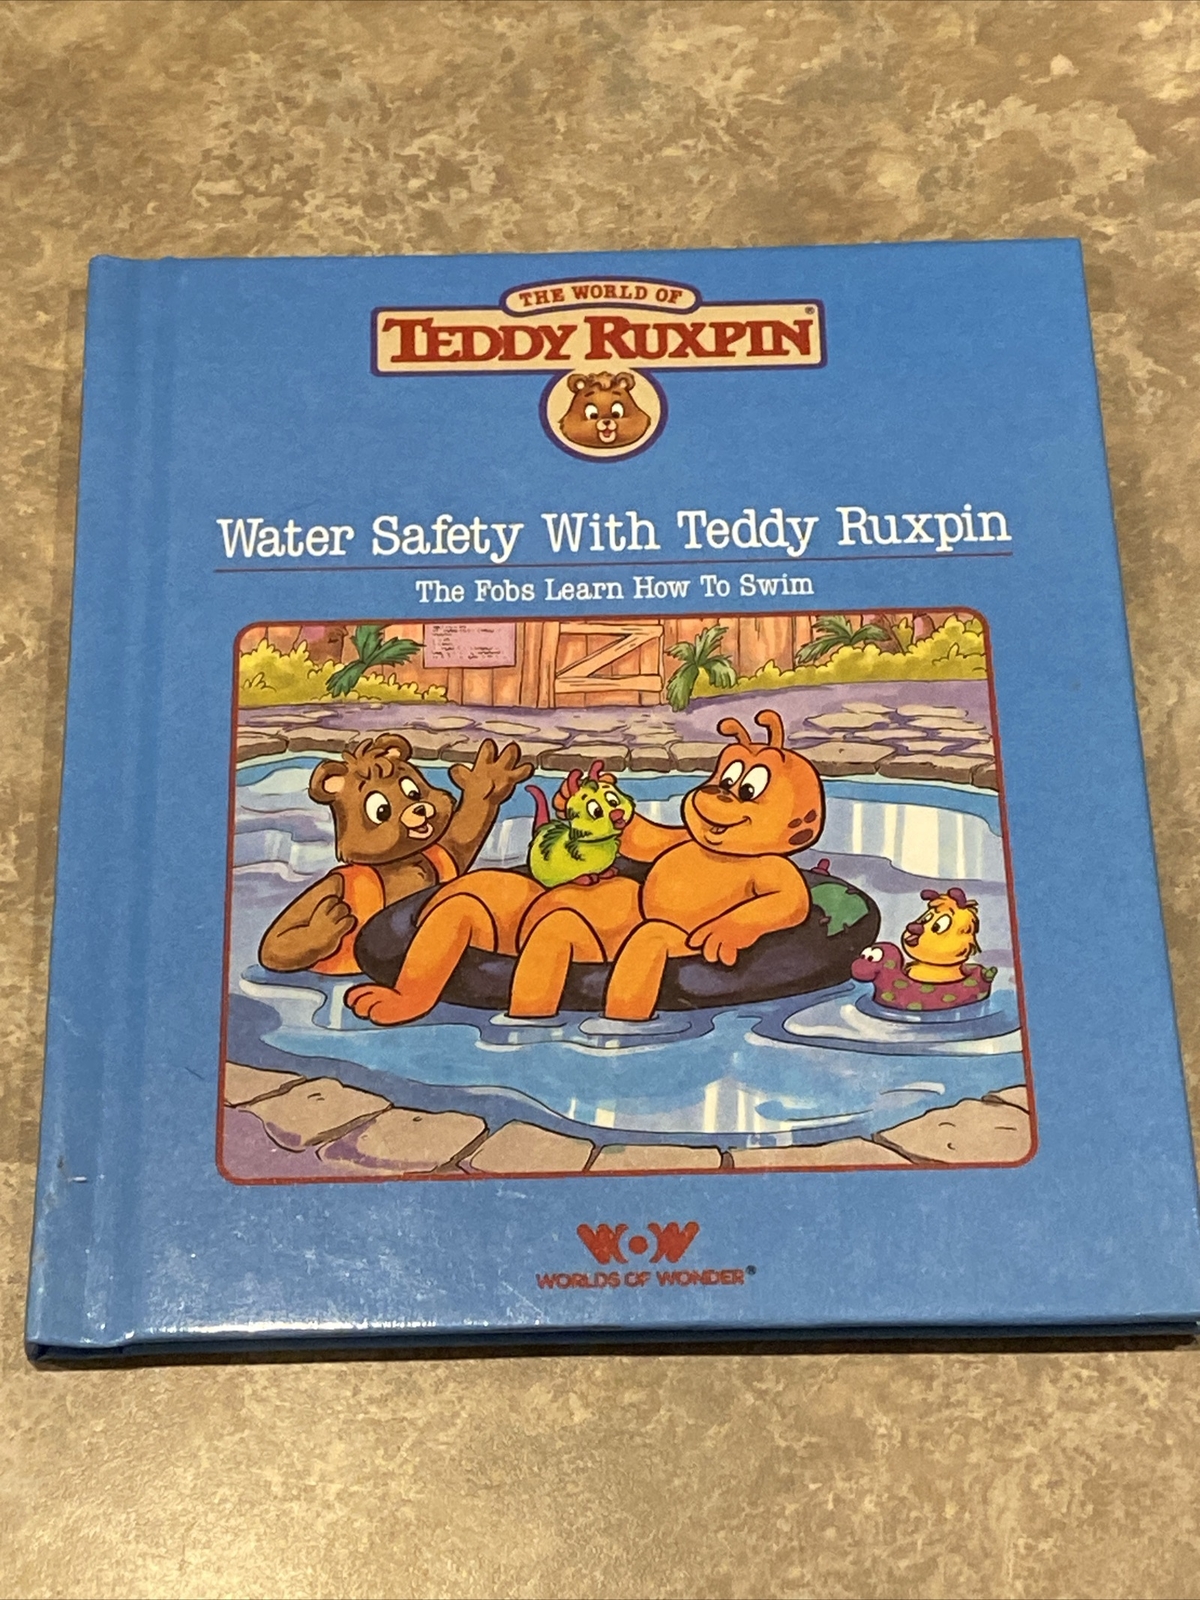 THE WORLD OF
TEDDY RUXPIN®
Water Safety With Teddy Ruxpin
The Fobs Learn How To Swim
WOW
WORLDS OF WONDER®